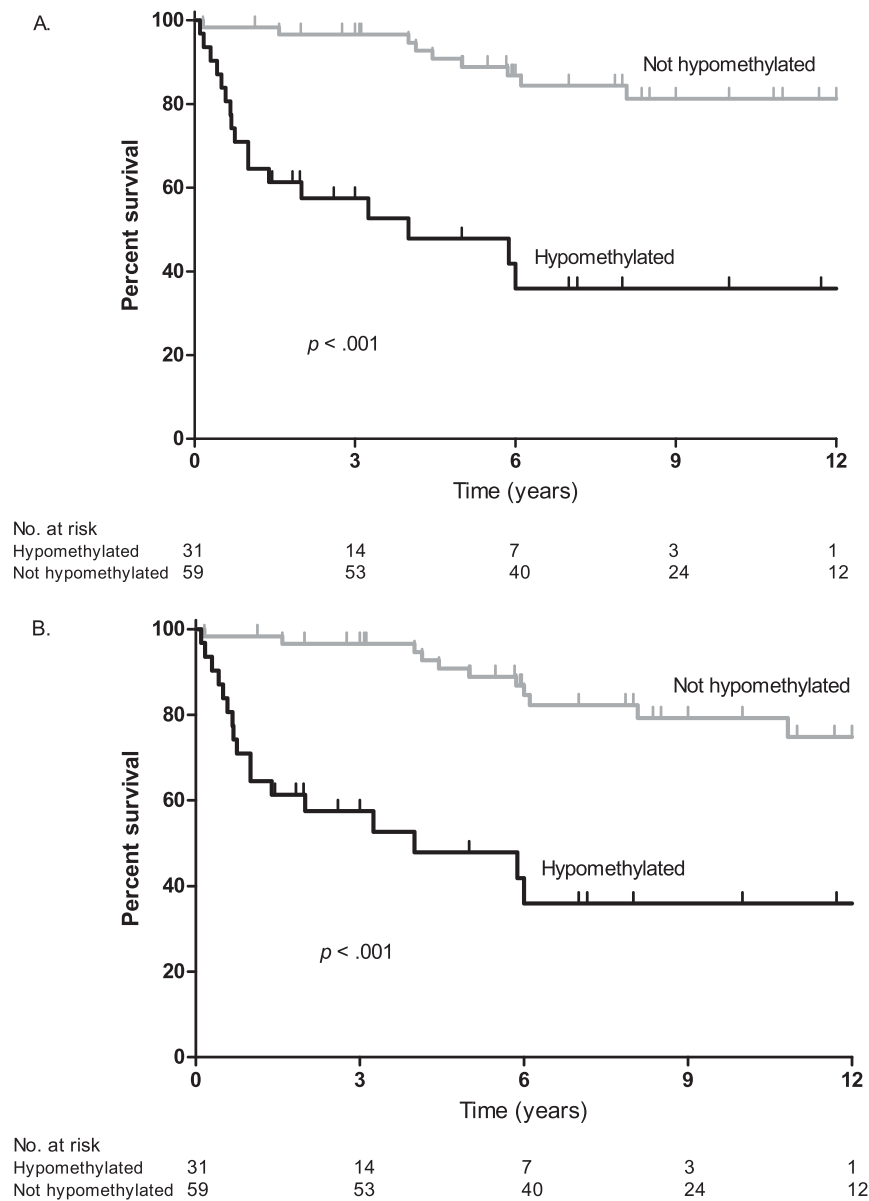 A.
100
80
60
40
20
0
Percent survival
Not hypomethylated
Hypomethylated
p < .001
0 3 6 9 12
Time (years)
No. at risk
Hypomethylated 31 14 7 3 1
Not hypomethylated 59 53 40 24 12
B.
100
80
60
40
20
0
Percent survival
Not hypomethylated
Hypomethylated
p < .001
0 3 6 9 12
Time (years)
No. at risk
Hypomethylated 31 14 7 3 1
Not hypomethylated 59 53 40 24 12